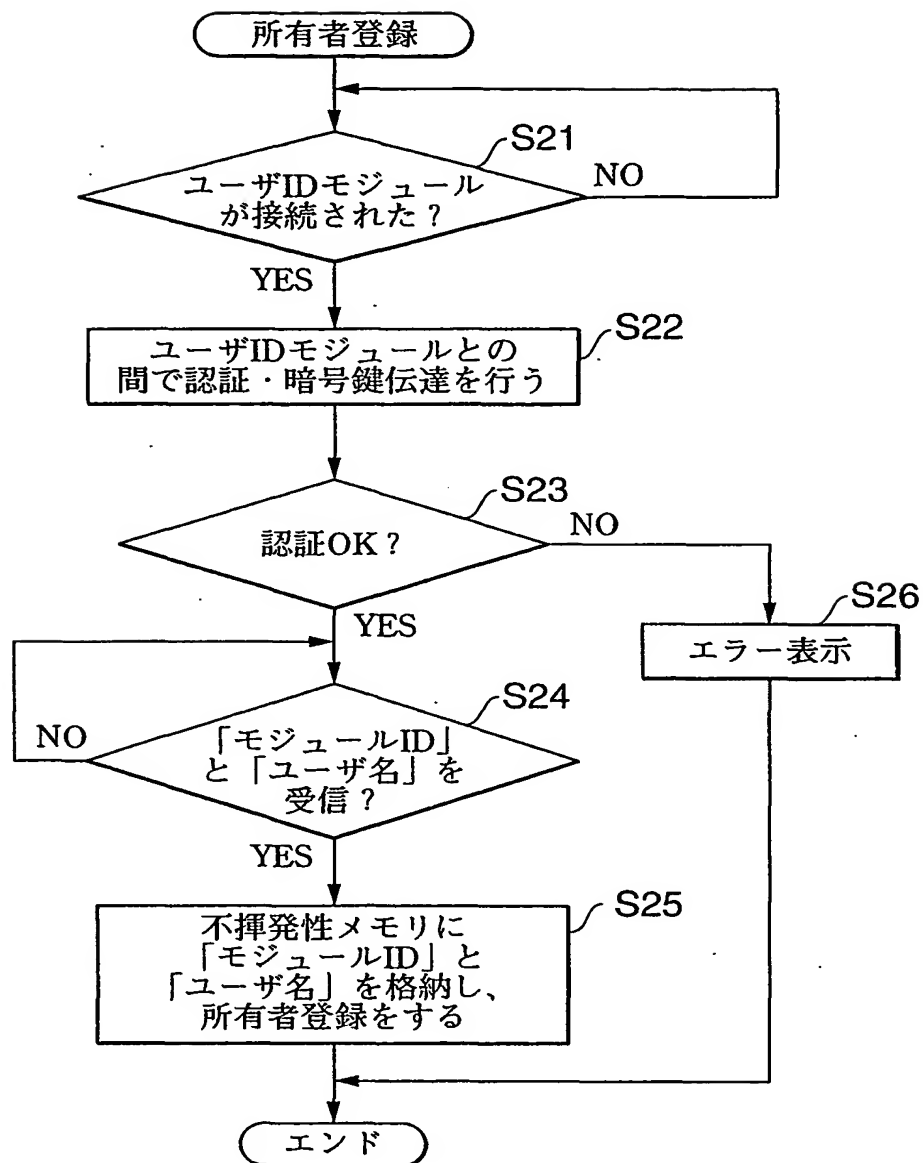 所有者登録
S21
ユーザIDモジュール
が接続された?
NO
YES
S22
ユーザIDモジュールとの
間で認証・暗号鍵伝達を行う
S23
認証OK?
NO
YES
S26
エラー表示
S24
NO
「モジュールID」
と「ユーザ名」を
受信?
YES
S25
不揮発性メモリに
「モジュールID」と
「ユーザ名」を格納し、
所有者登録をする
エンド